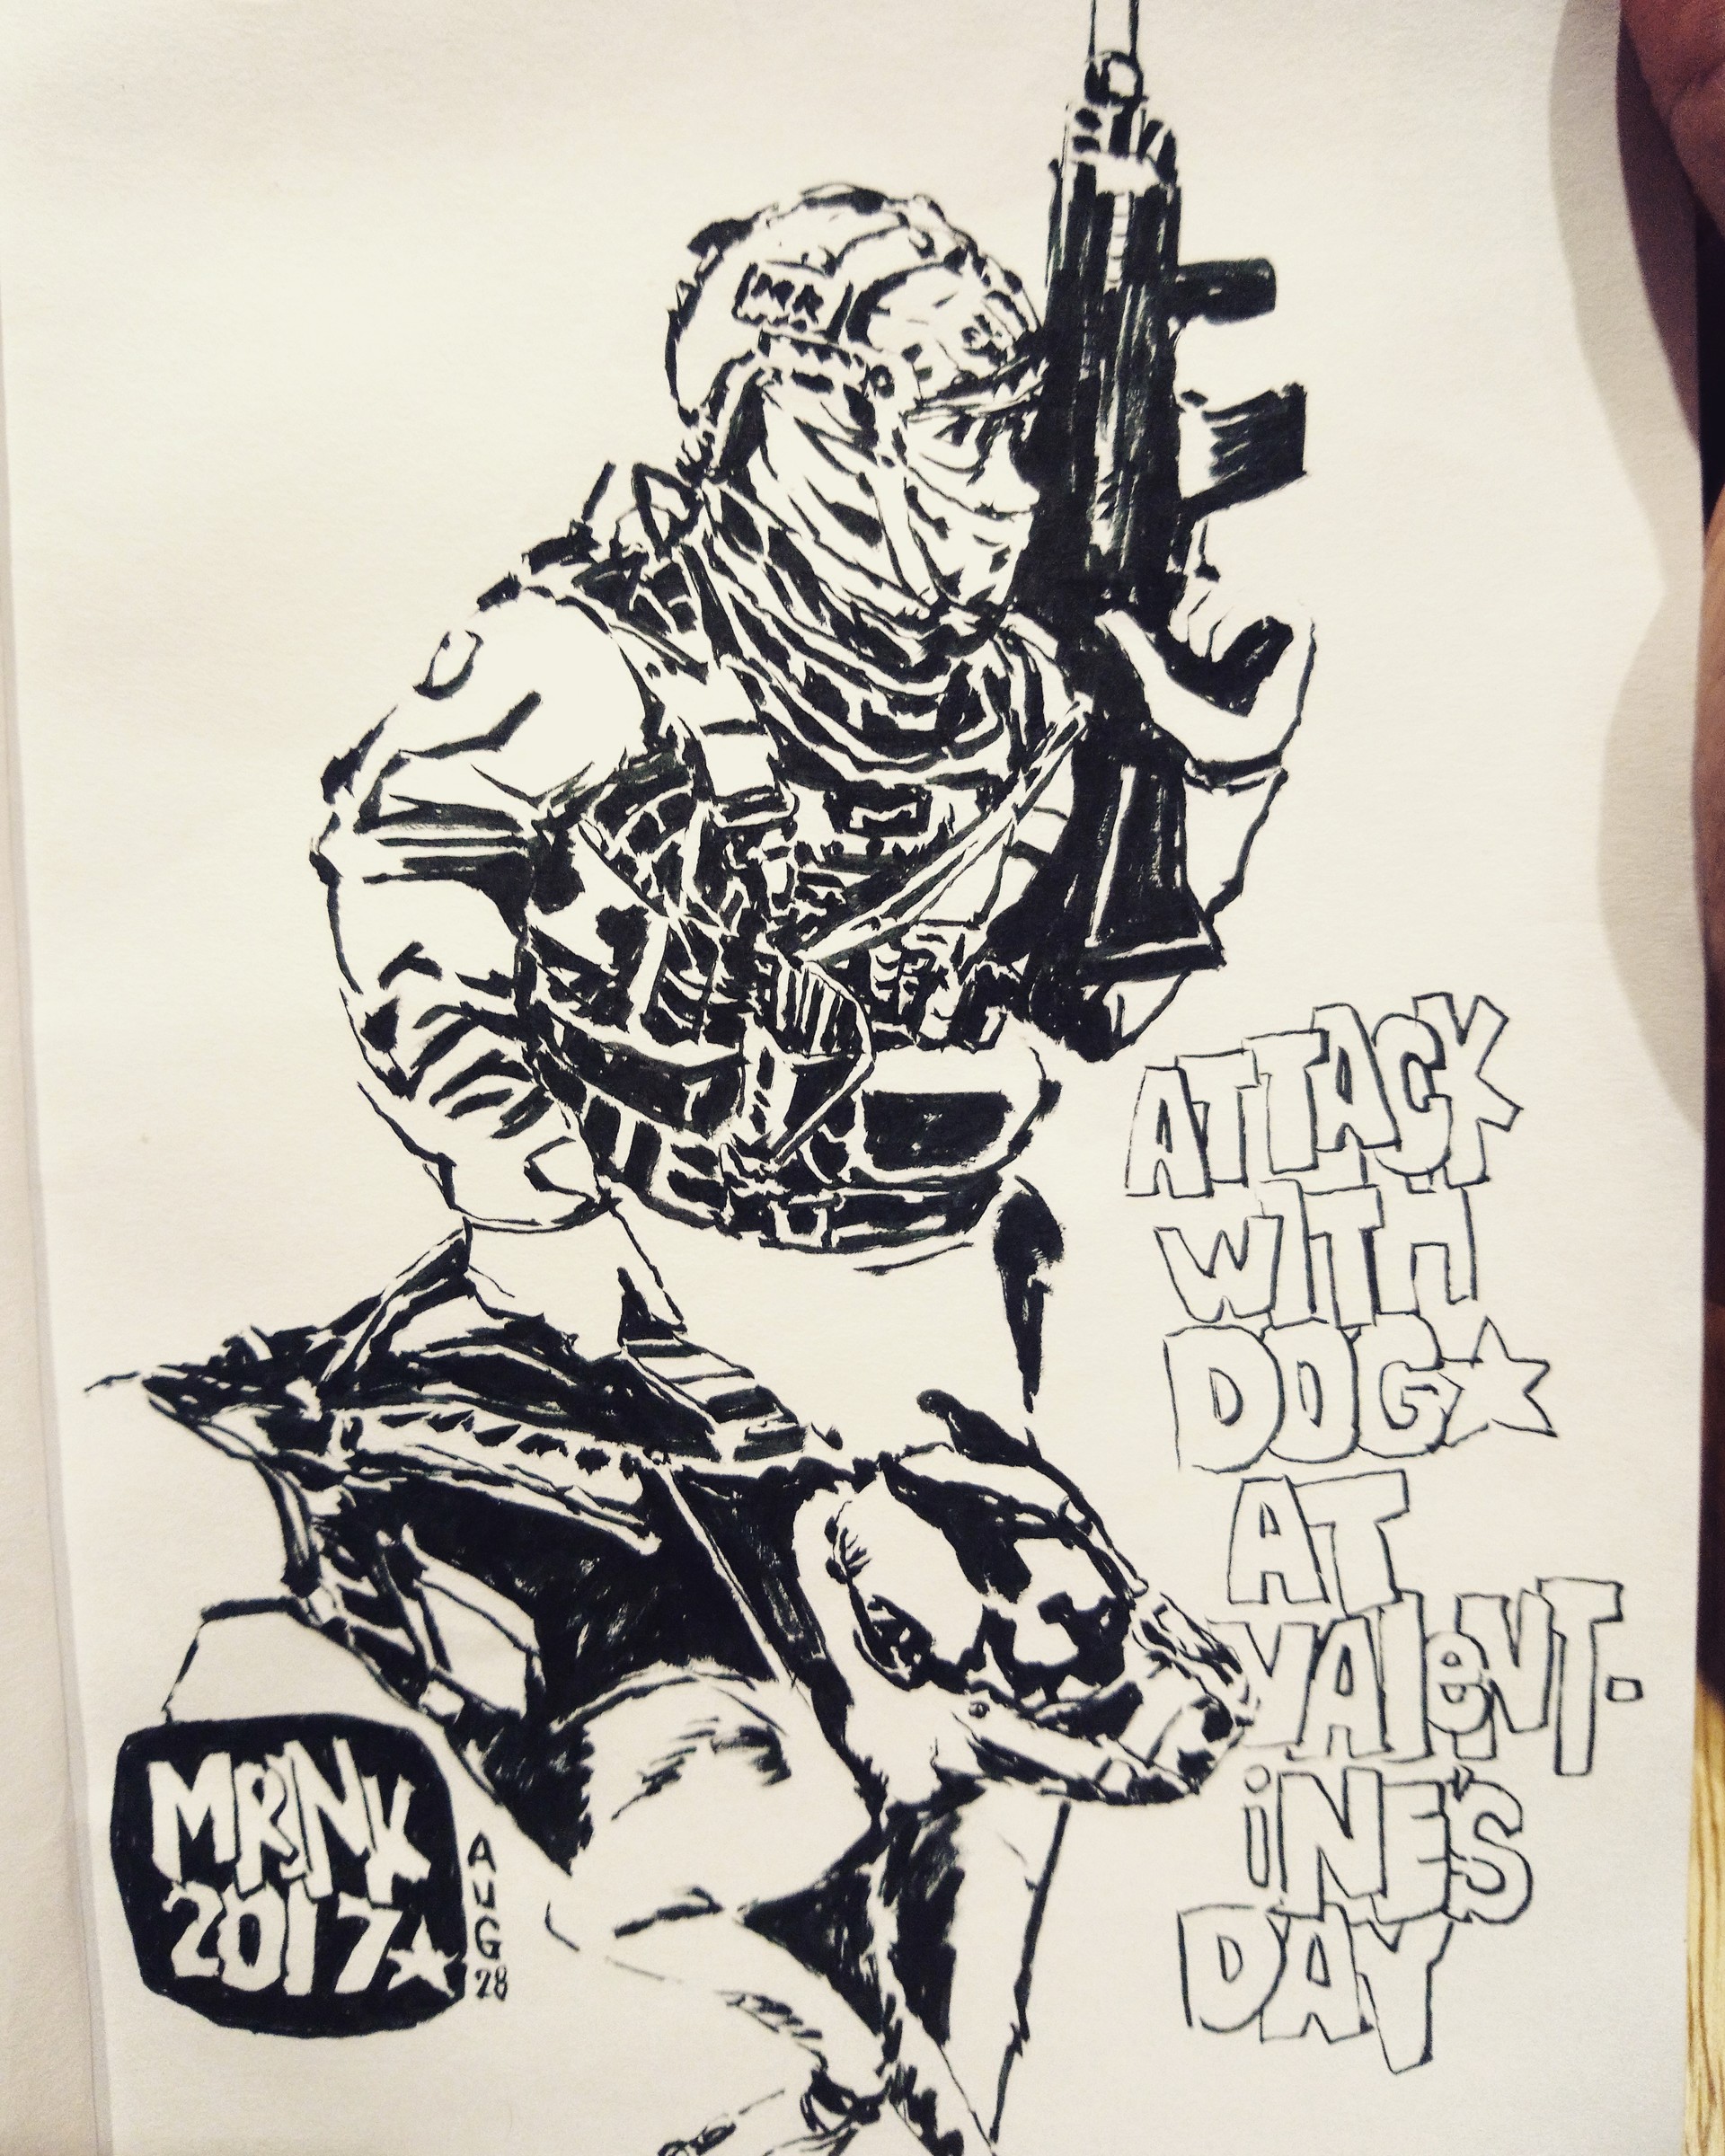 ATTACK
WITH
DOG★
AT
VAleNT-
iNE'S
DAY
MRNK
2017★
AUG
28